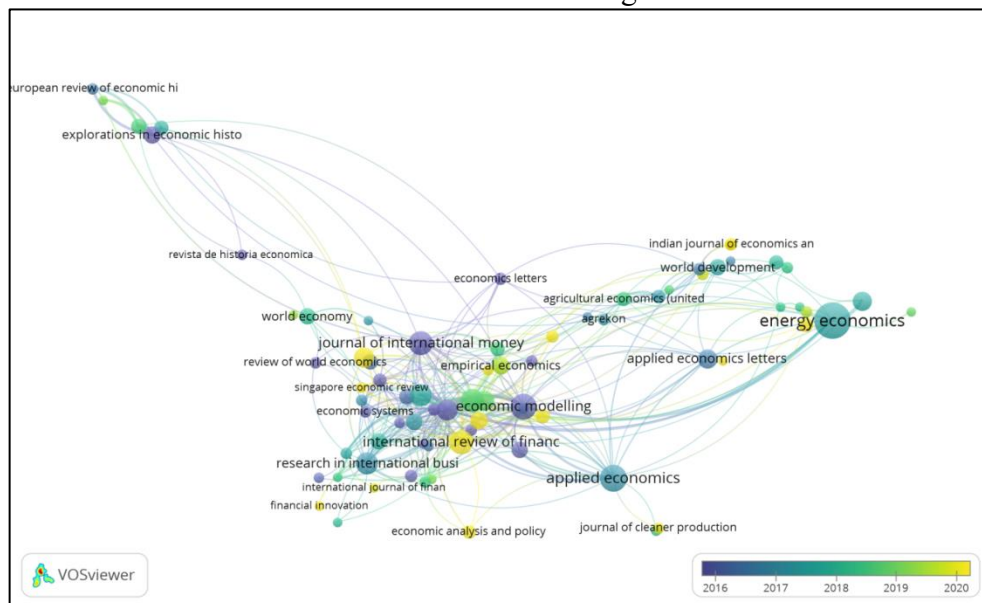 european review of economic hi
explorations in economic histo
revista de historia economica
indian journal of economics an
world development
economics letters
agricultural economics (united
agrekon
world economy
energy economics
journal of international money
review of world economics
empirical economics
applied economics letters
singapore economic review
economic systems
economic modelling
international review of financ
research in international busi
applied economics
international journal of finan
financial innovation
economic analysis and policy
journal of cleaner production
VOSviewer
2016 2017 2018 2019 2020